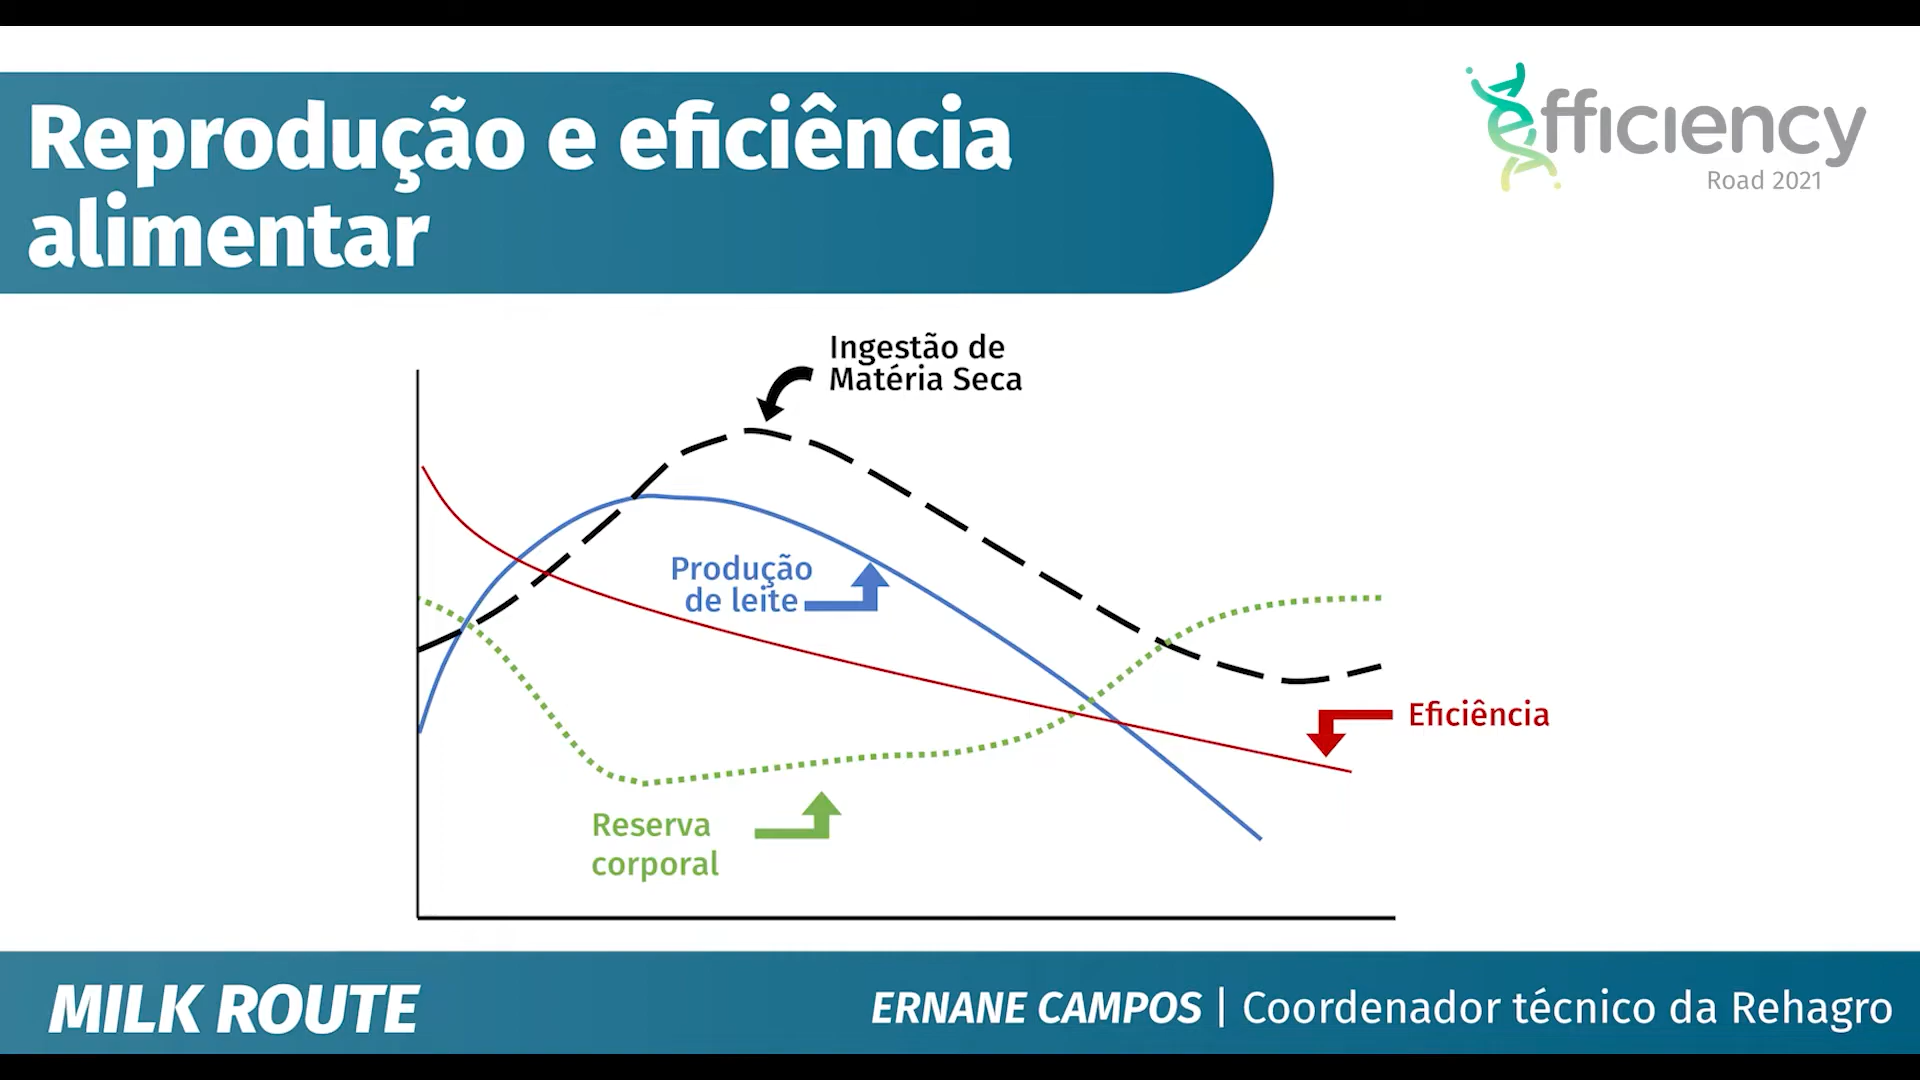 Reprodução e eficiência
alimentar
efficiency
Road 2021
Ingestão de
Matéria Seca
Produção
de leite
Eficiência
Reserva
corporal
MILK ROUTE
ERNANE CAMPOS | Coordenador técnico da Rehagro